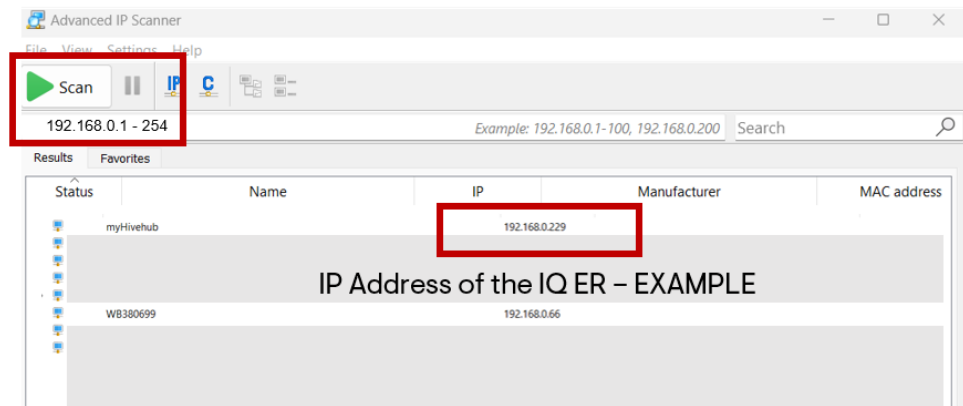 Advanced IP Scanner
File View Settings Help
Scan IP C
192.168.0.1 - 254 Example: 192.168.0.1-100, 192.168.0.200 Search
Results Favorites
Status Name IP Manufacturer MAC address
myHivehub 192.168.0.229
IP Address of the IQ ER – EXAMPLE
WB380699 192.168.0.66